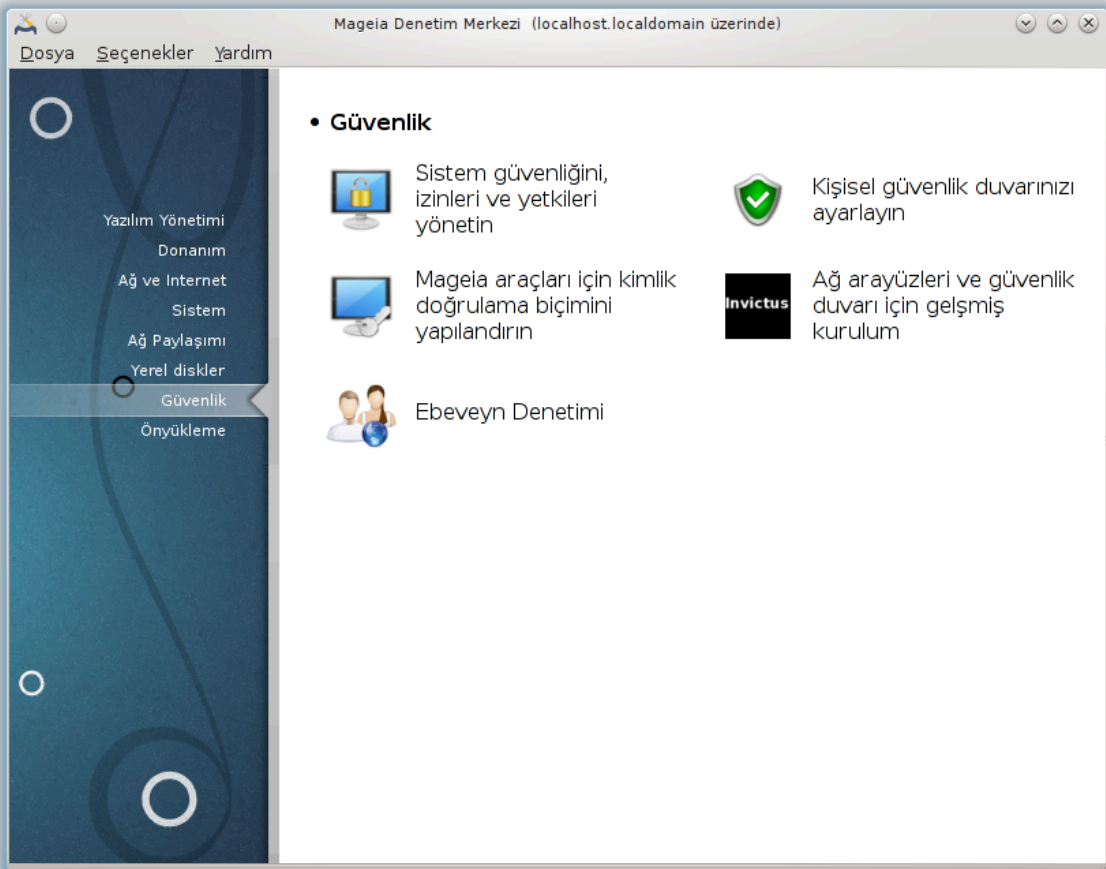 Mageia Denetim Merkezi (localhost.localdomain üzerinde)
Dosya Seçenekler Yardım
Yazılım Yönetimi
Donanım
Ağ ve Internet
Sistem
Ağ Paylaşımı
Yerel diskler
Güvenlik
Önyükleme
• Güvenlik
Sistem güvenliğini,
izinleri ve yetkileri
yönetin
Kişisel güvenlik duvarınızı
ayarlayın
Mageia araçları için kimlik
doğrulama biçimini
yapılandırın
Invictus
Ağ arayüzleri ve güvenlik
duvarı için gelşmiş
kurulum
Ebeveyn Denetimi